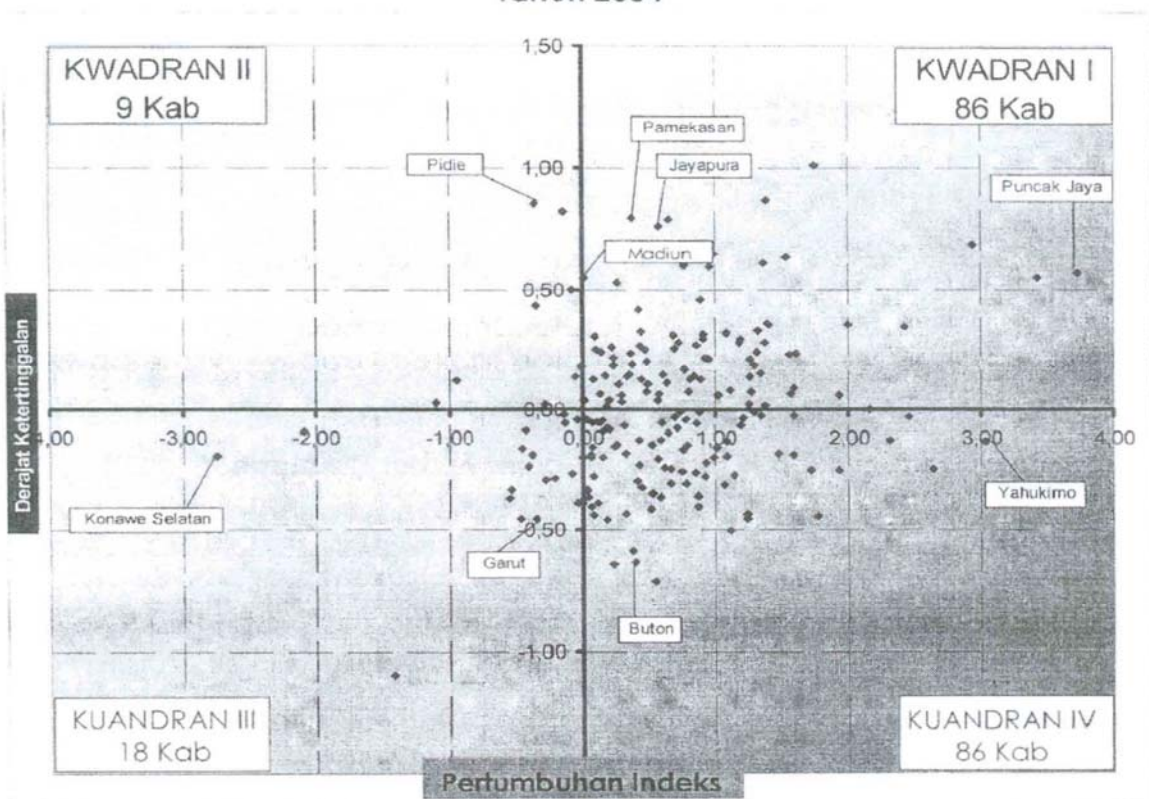 KWADRAN II
9 Kab
1,50
KWADRAN I
86 Kab
Pamekasan
1,00
Pidie
Jayapura
Puncak Jaya
Madiun
0,50
Derajat Ketertinggalan
0,00
-3,00
-2,00
-1,00
0,00
1,00
2,00
3,00
4,00
Konawe Selatan
Yahukimo
-0,50
Garut
Buton
-1,00
KUANDRAN III
18 Kab
KUANDRAN IV
86 Kab
Pertumbuhan Indeks